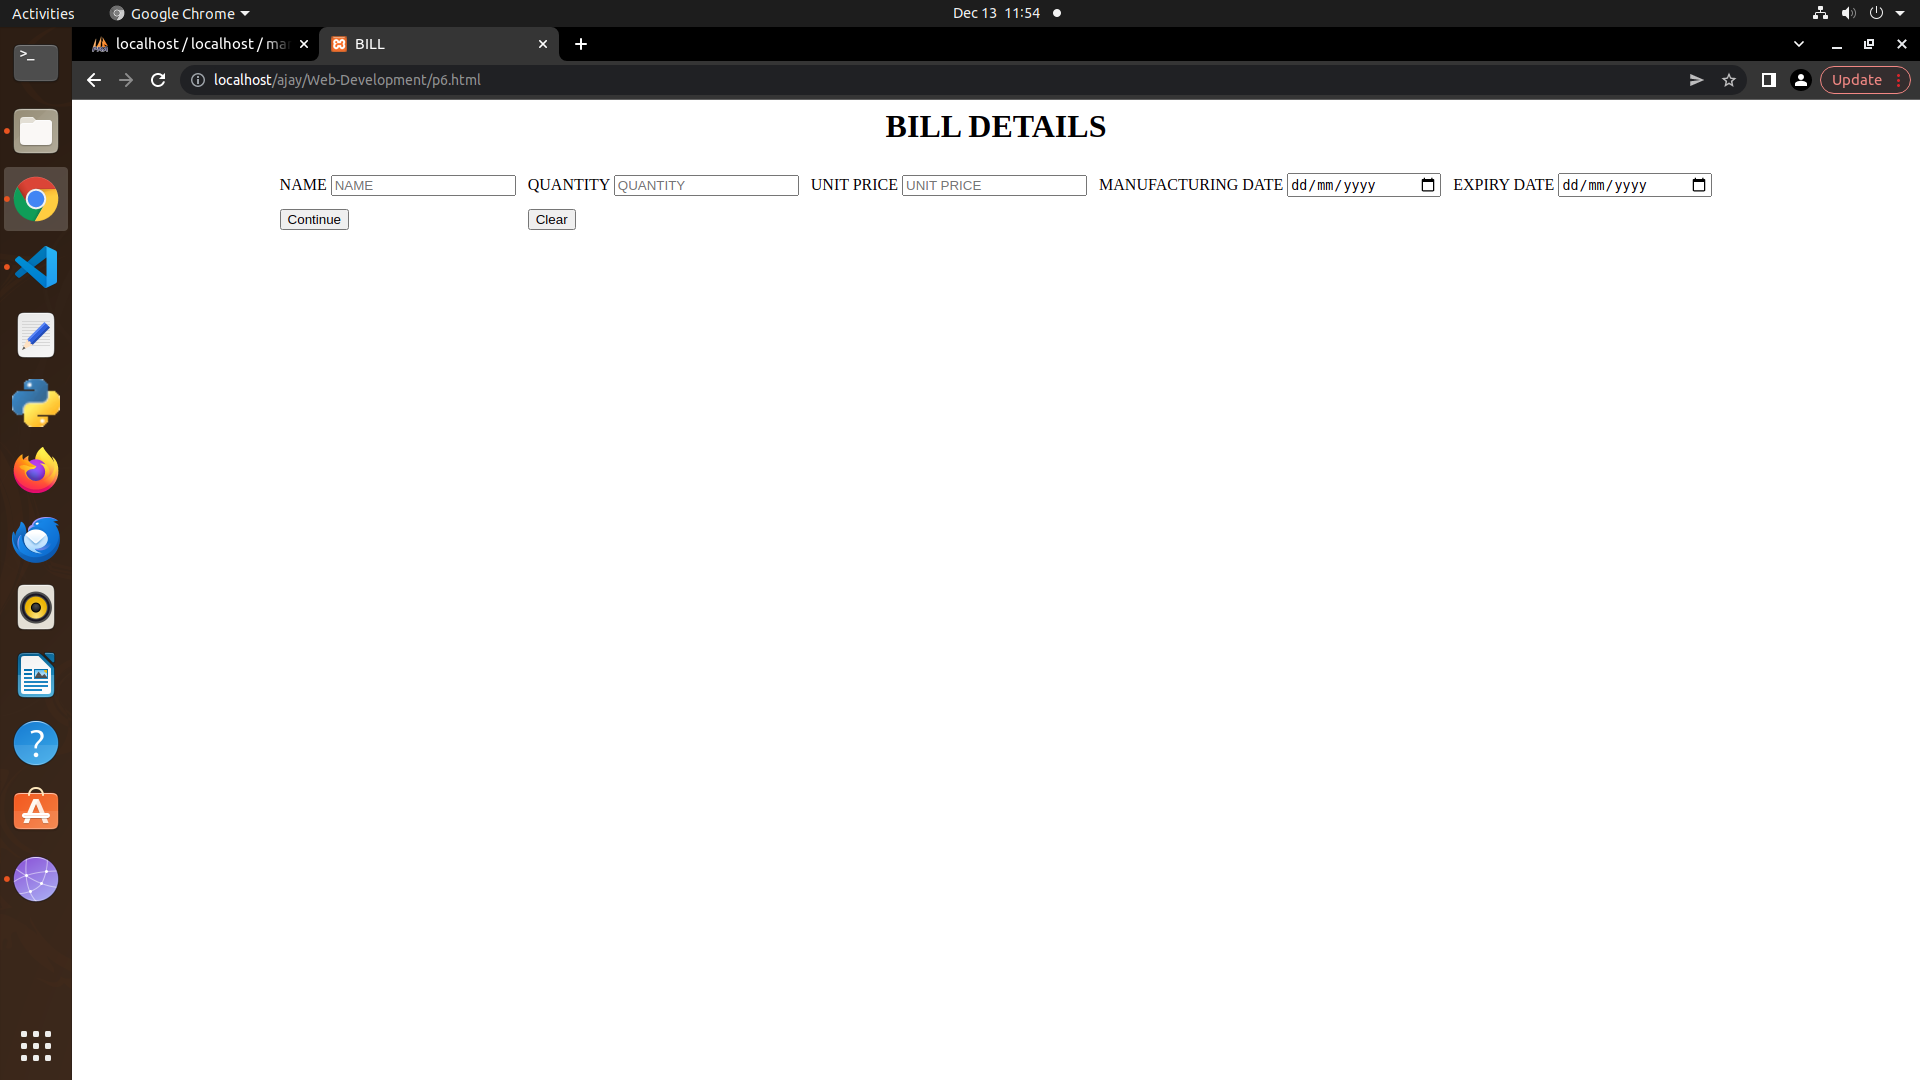 Activities Google Chrome Dec 13 11:54
localhost / localhost / mar BILL
localhost/ajay/Web-Development/p6.html Update
BILL DETAILS
NAME NAME QUANTITY QUANTITY UNIT PRICE UNIT PRICE MANUFACTURING DATE dd/mm/yyyy EXPIRY DATE dd/mm/yyyy
Continue Clear